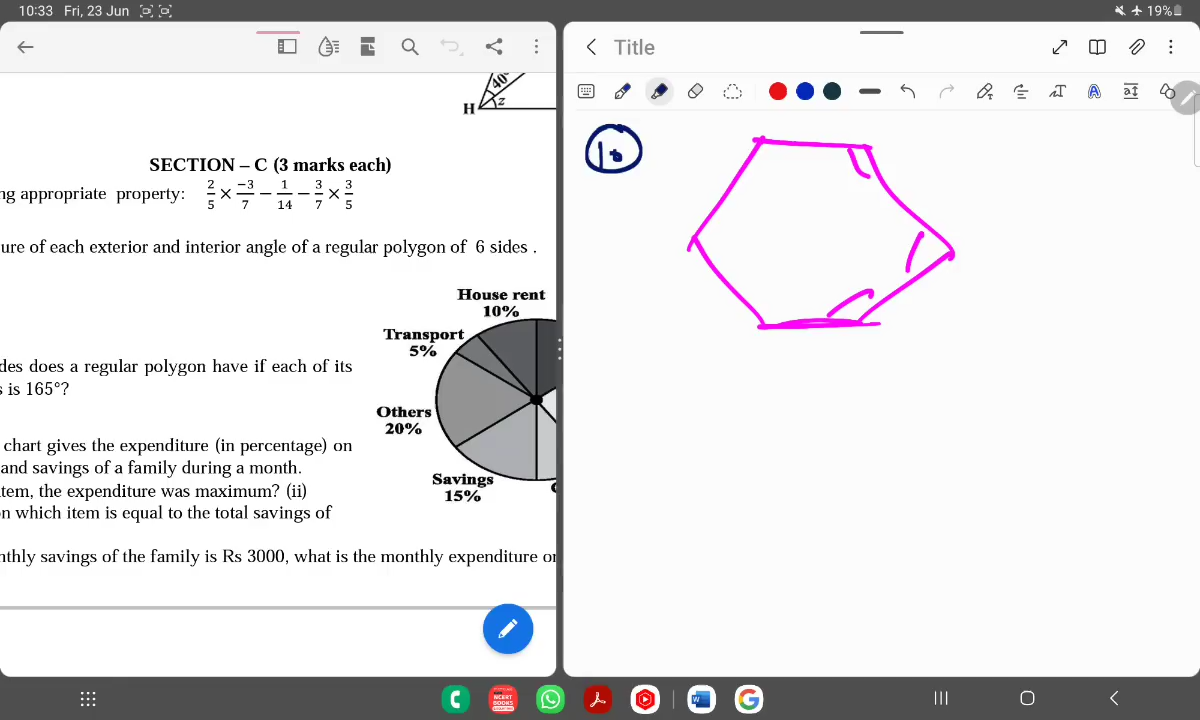 10:33 Fri, 23 Jun
19%
Title
H
40
z
SECTION – C (3 marks each)
ng appropriate property: 2/5 × −3/7 − 1/14 − 3/7 × 3/5
ure of each exterior and interior angle of a regular polygon of 6 sides .
House rent
10%
Transport
5%
des does a regular polygon have if each of its
s is 165°?
Others
20%
chart gives the expenditure (in percentage) on
and savings of a family during a month.
item, the expenditure was maximum? (ii)
on which item is equal to the total savings of
Savings
15%
nthly savings of the family is Rs 3000, what is the monthly expenditure on
NCERT
BOOKS